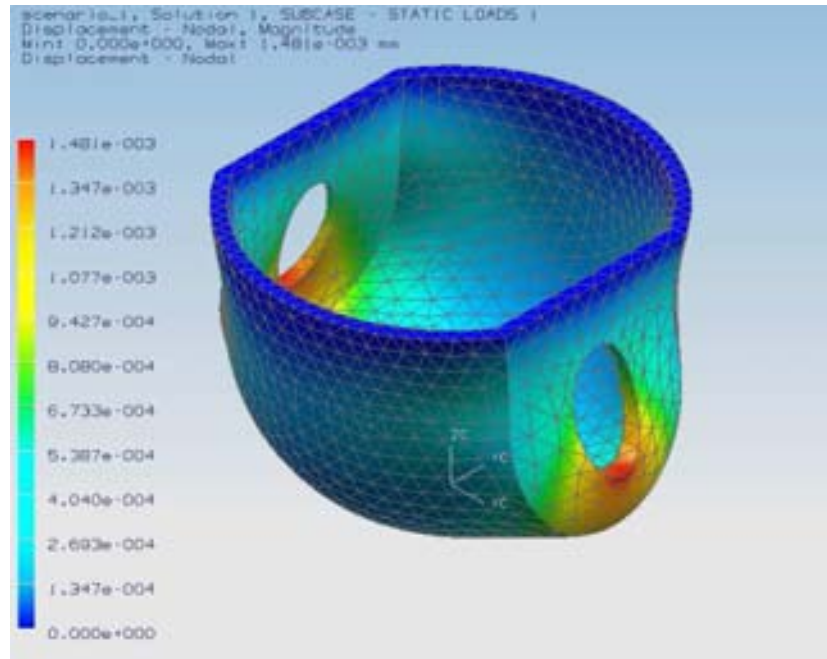 scenario_1, Solution 1, SUBCASE - STATIC LOADS 1
Displacement - Nodal, Magnitude
Min: 0.000e+000, Max: 1.481e-003 mm
Displacement - Nodal
1.481e-003
1.347e-003
1.212e-003
1.077e-003
9.427e-004
8.080e-004
6.733e-004
5.387e-004
4.040e-004
2.693e-004
1.347e-004
0.000e+000
ZC